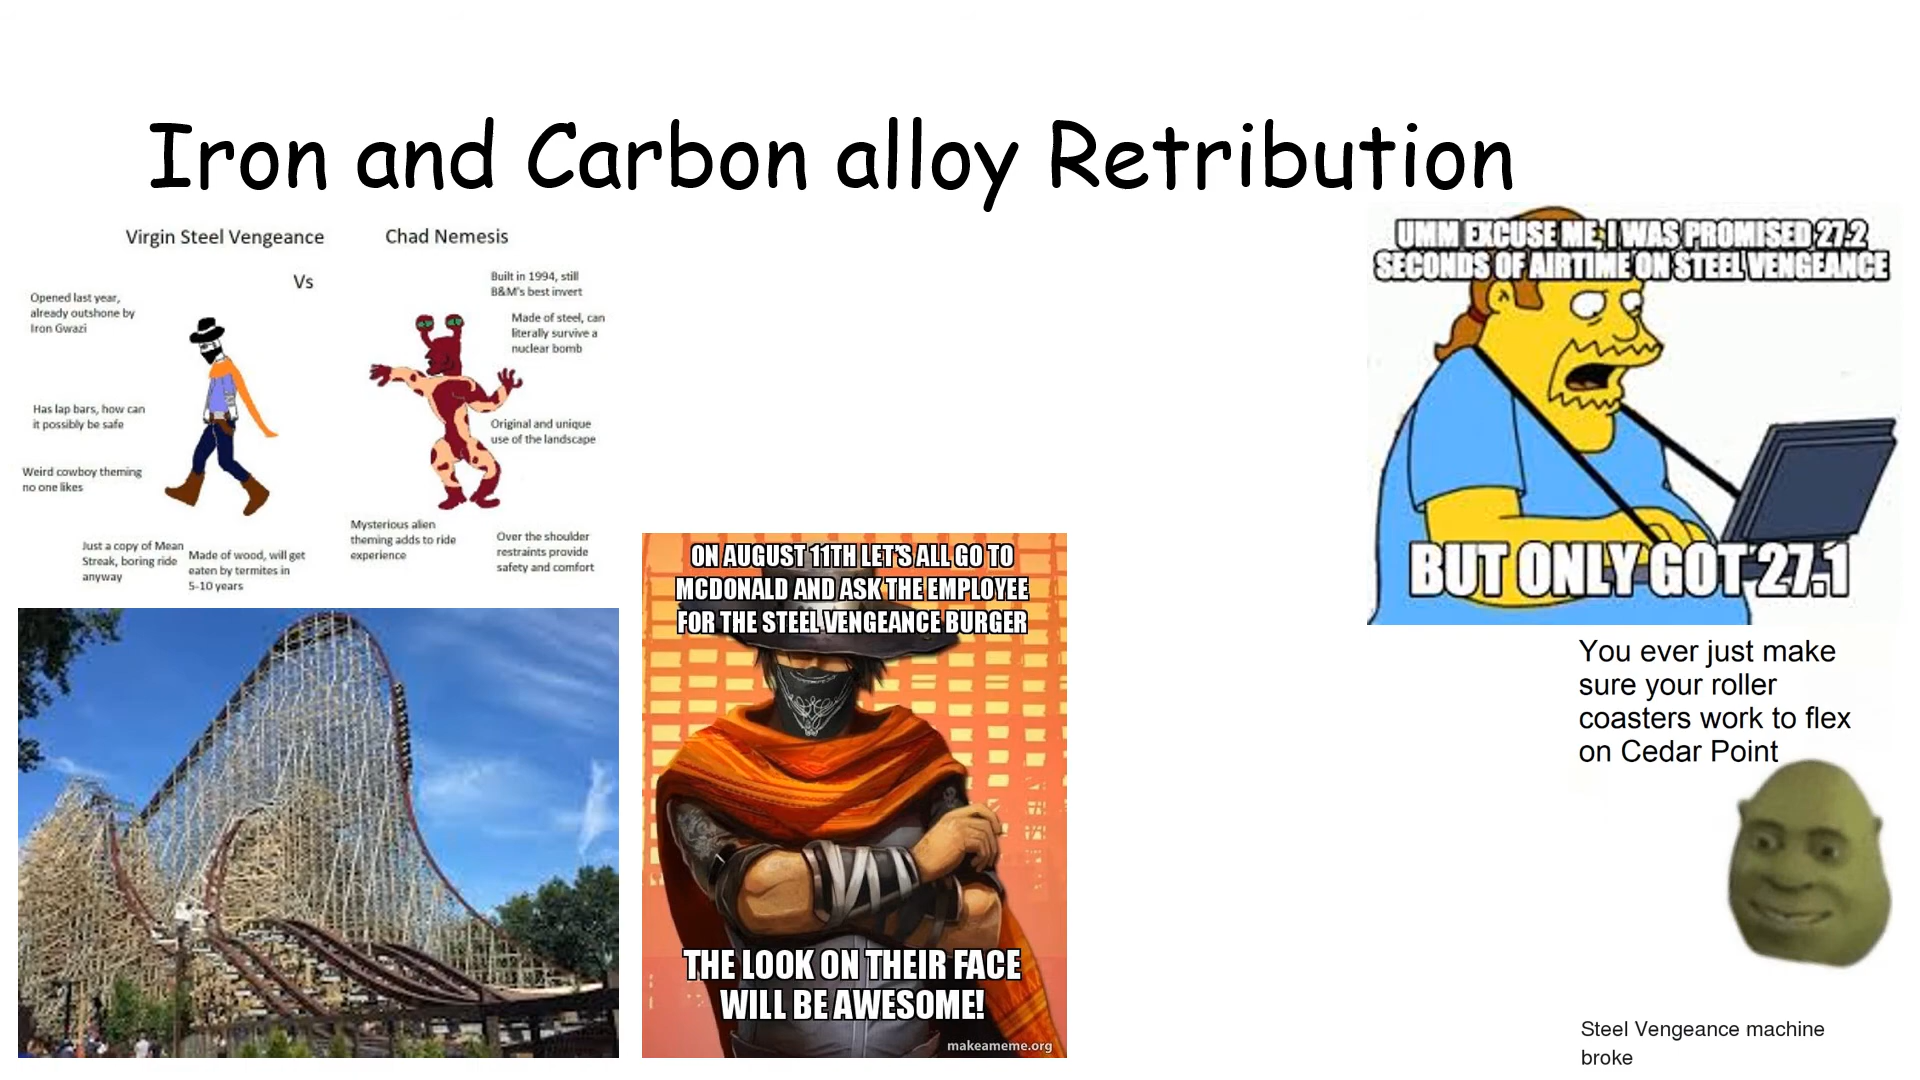 Iron and Carbon alloy Retribution
Virgin Steel Vengeance
Vs
Chad Nemesis
Opened last year,
already outshone by
Iron Gwazi
Has lap bars, how can
it possibly be safe
Weird cowboy theming
no one likes
Just a copy of Mean
Streak, boring ride
anyway
Made of wood, will get
eaten by termites in
5-10 years
Built in 1994, still
B&M's best invert
Made of steel, can
literally survive a
nuclear bomb
Original and unique
use of the landscape
Mysterious alien
theming adds to ride
experience
Over the shoulder
restraints provide
safety and comfort
ON AUGUST 11TH LET'S ALL GO TO
MCDONALD AND ASK THE EMPLOYEE
FOR THE STEEL VENGEANCE BURGER
THE LOOK ON THEIR FACE
WILL BE AWESOME!
makeameme.org
UMM EXCUSE ME, I WAS PROMISED 27.2
SECONDS OF AIRTIME ON STEEL VENGEANCE
BUT ONLY GOT 27.1
You ever just make
sure your roller
coasters work to flex
on Cedar Point
Steel Vengeance machine
broke